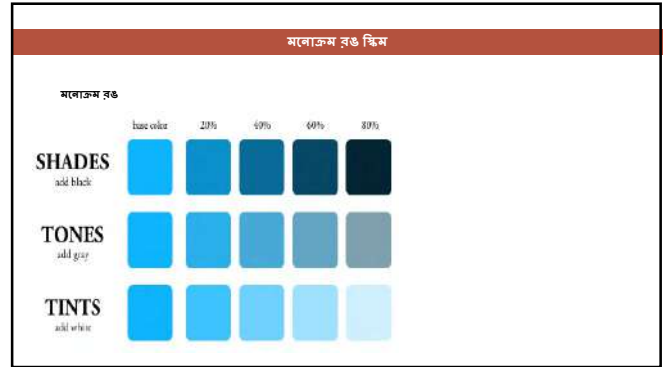 মনোক্রম রঙ স্কিম
মনোক্রম রঙ
base color 20% 40% 60% 80%
SHADES
add black
TONES
add gray
TINTS
add white